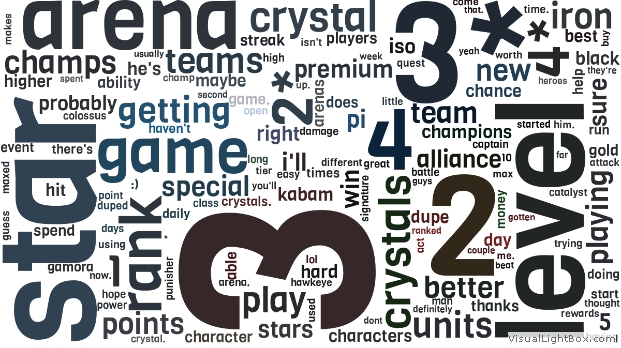 makes
arena
crystal
3
*
come
that.
time.
iron
streak
isn't
players
best
buy
champs
usually
he's
teams
high
week
iso
yeah
worth
*
4
black
higher
spent
ability
champ
maybe
*
premium
quest
new
heroes
help
they're
probably
colossus
second
game.
open
2
up.
arenas
does
little
chance
sure
getting
haven't
right
damage
pi
4
team
champions
started
him.
run
event
there's
star
game
long
tier
i'll
easy
times
different
great
captain
alliance
10
max
far
level
gold
attack
maxed
hit
:)
point
duped
special
you'll
class
crystals.
kabam
win
signature
battle
guys
catalyst
playing
guess
spend
days
using
rank
daily
3
crystals
dupe
ranked
act
2
money
gotten
day
couple
me.
beat
trying
gamora
now.
1
punisher
able
lol
hard
hawkeye
doing
hope
power
arena.
play
used
better
man
definitely
thanks
start
thought
rewards
points
crystal.
character
stars
dont
characters
units
5
VisualLightBox.com